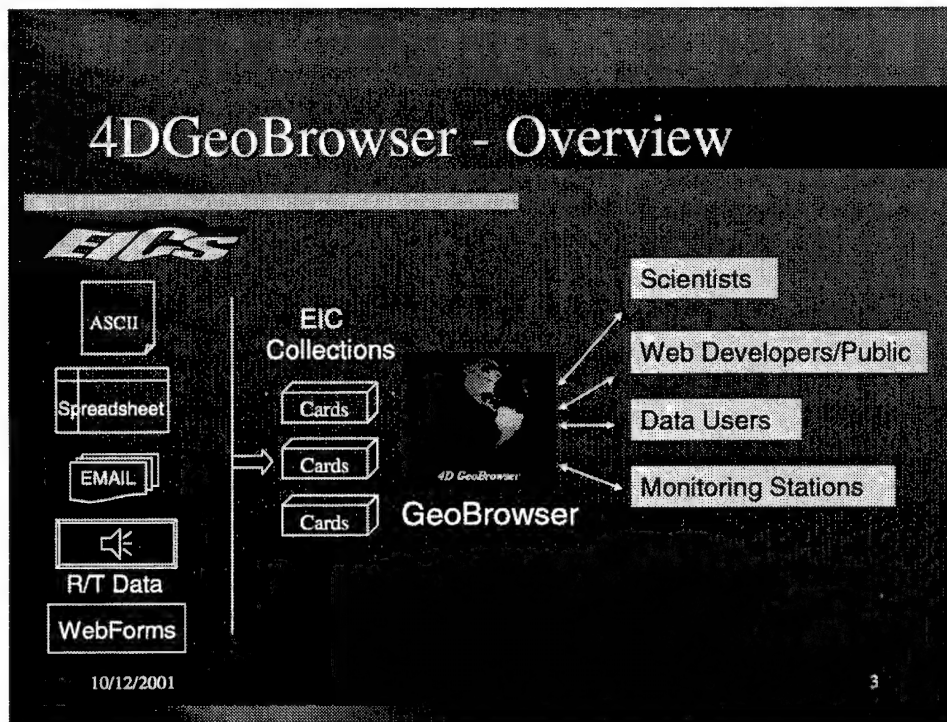 4DGeoBrowser - Overview
EICs
ASCII
Spreadsheet
EMAIL
R/T Data
WebForms
EIC
Collections
Cards
Cards
Cards
4D GeoBrowser
GeoBrowser
Scientists
Web Developers/Public
Data Users
Monitoring Stations
10/12/2001
3